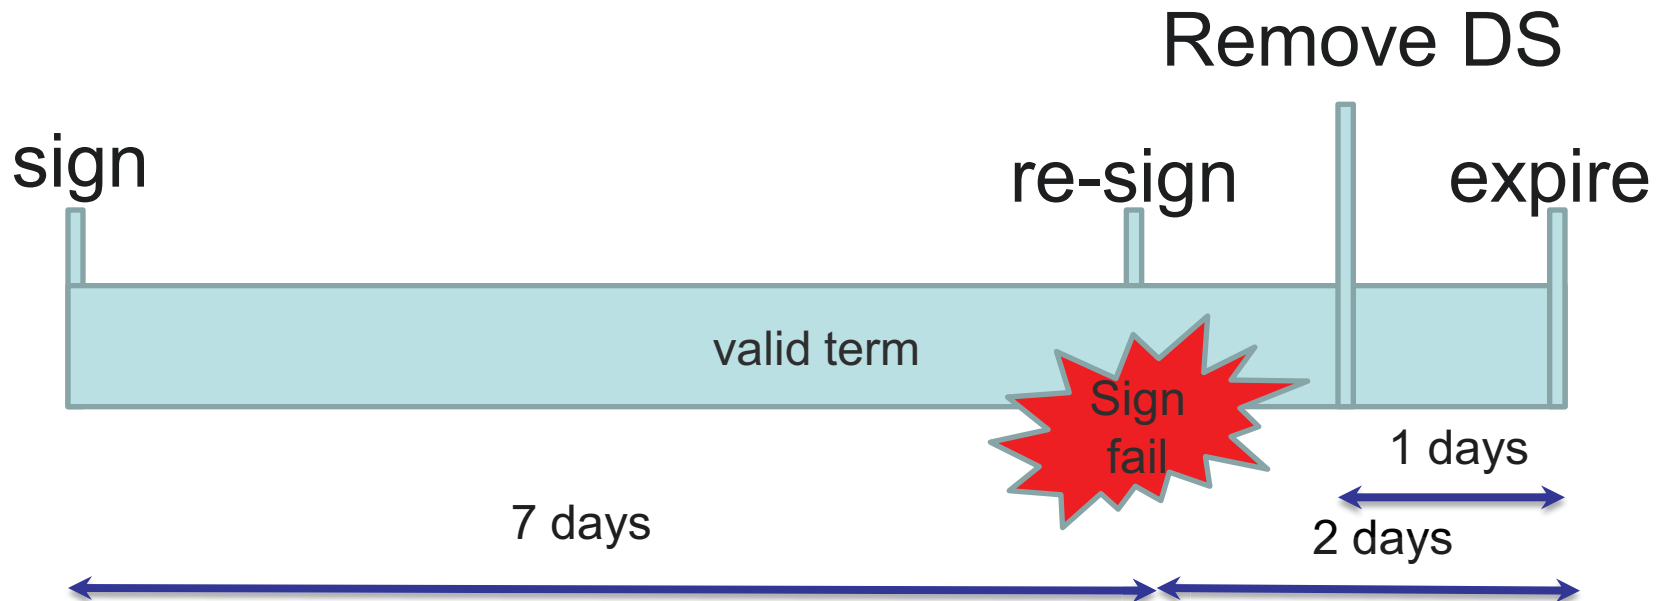 Remove DS
sign
re-sign
expire
valid term
Sign
fail
1 days
7 days
2 days